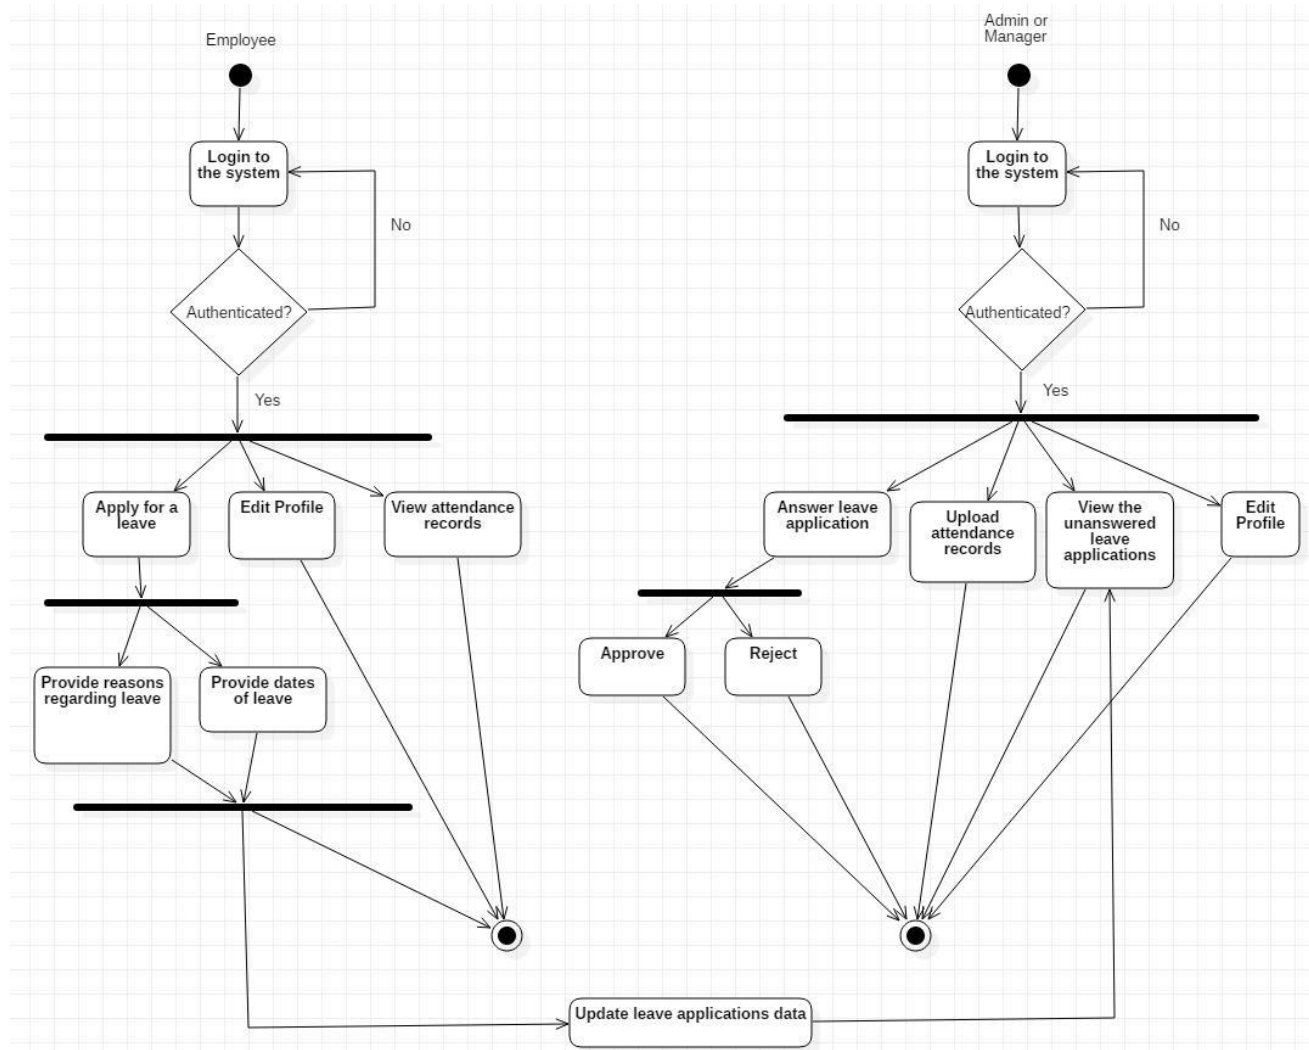 Employee
Admin or
Manager
Login to
the system
Login to
the system
No
No
Authenticated?
Authenticated?
Yes
Yes
Apply for a
leave
Edit Profile
View attendance
records
Answer leave
application
Upload
attendance
records
View the
unanswered
leave
applications
Edit
Profile
Approve
Reject
Provide reasons
regarding leave
Provide dates
of leave
Update leave applications data